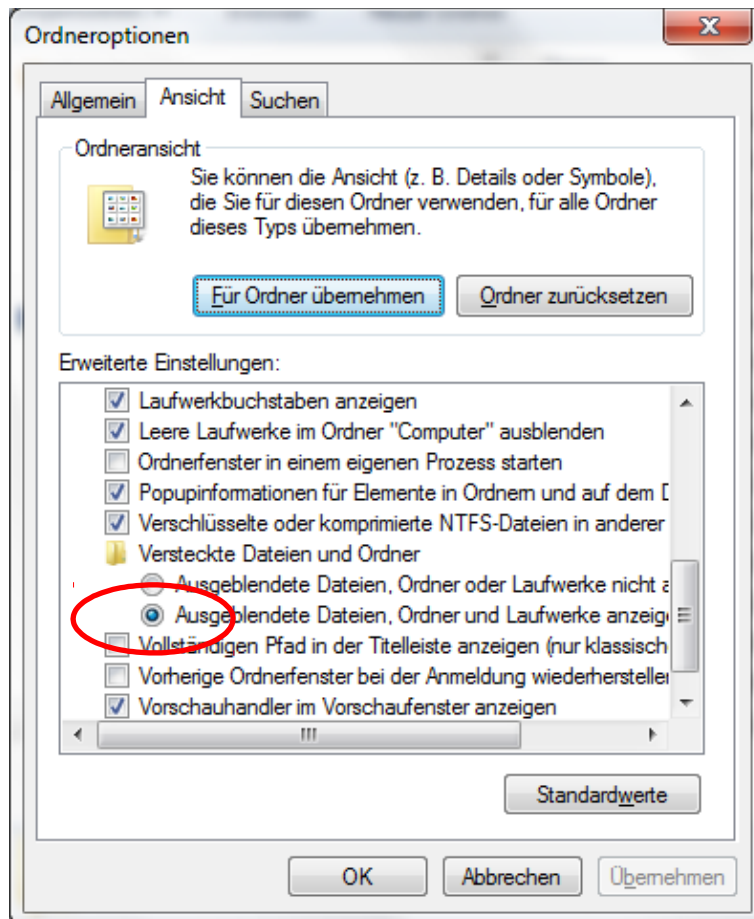 Ordneroptionen
Allgemein Ansicht Suchen
Ordneransicht
Sie können die Ansicht (z. B. Details oder Symbole),
die Sie für diesen Ordner verwenden, für alle Ordner
dieses Typs übernehmen.
Für Ordner übernehmen Ordner zurücksetzen
Erweiterte Einstellungen:
Laufwerkbuchstaben anzeigen
Leere Laufwerke im Ordner "Computer" ausblenden
Ordnerfenster in einem eigenen Prozess starten
Popupinformationen für Elemente in Ordnern und auf dem
Verschlüsselte oder komprimierte NTFS-Dateien in anderer
Versteckte Dateien und Ordner
Ausgeblendete Dateien, Ordner oder Laufwerke nicht a
Ausgeblendete Dateien, Ordner und Laufwerke anzeig
Vollständigen Pfad in der Titelleiste anzeigen (nur klassisch
Vorherige Ordnerfenster bei der Anmeldung wiederherstellen
Vorschauhandler im Vorschaufenster anzeigen
Standardwerte
OK Abbrechen Übernehmen